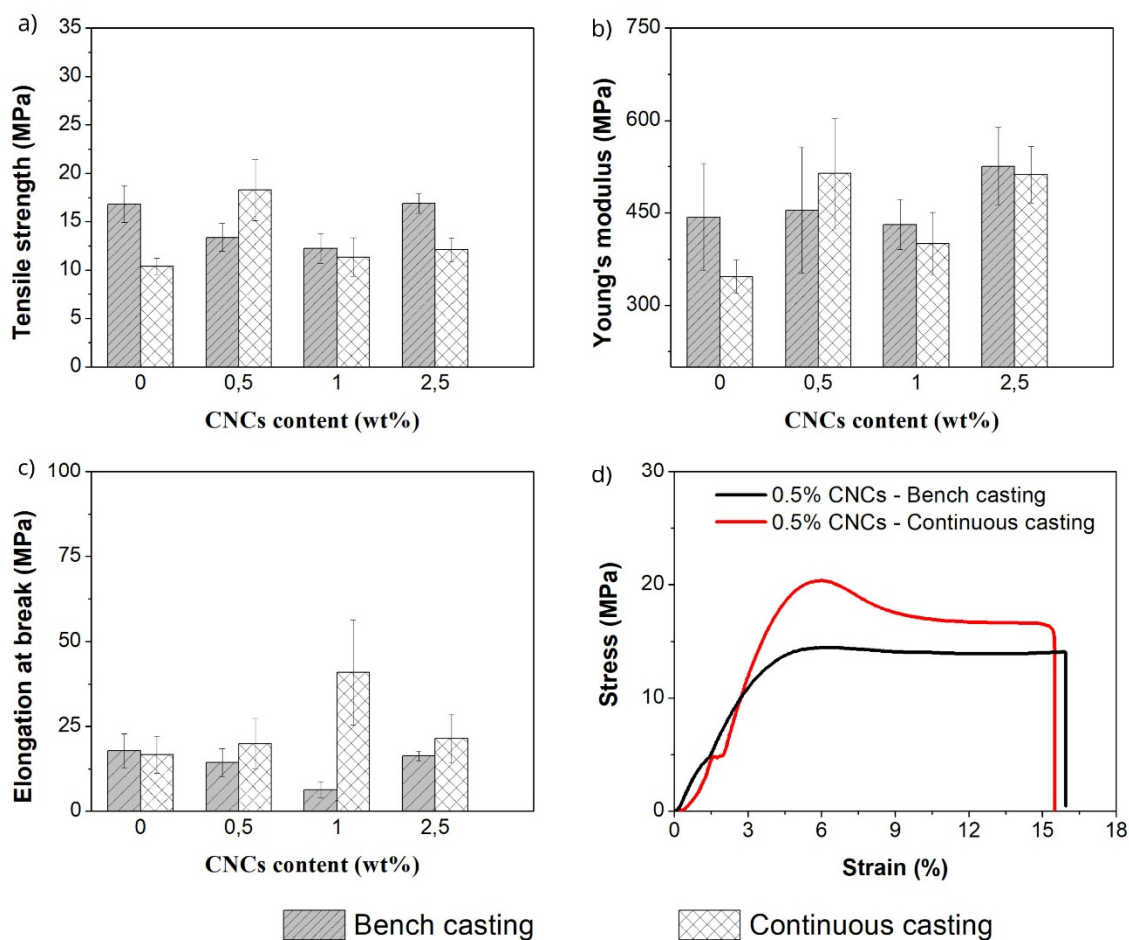 a)
35
30
25
20
15
10
5
0
Tensile strength (MPa)
0 0,5 1 2,5
CNCs content (wt%)
b)
750
600
450
300
Young's modulus (MPa)
0 0,5 1 2,5
CNCs content (wt%)
c)
100
75
50
25
0
Elongation at break (MPa)
0 0,5 1 2,5
CNCs content (wt%)
d)
30
20
10
0
Stress (MPa)
0.5% CNCs - Bench casting
0.5% CNCs - Continuous casting
0 3 6 9 12 15 18
Strain (%)
Bench casting
Continuous casting